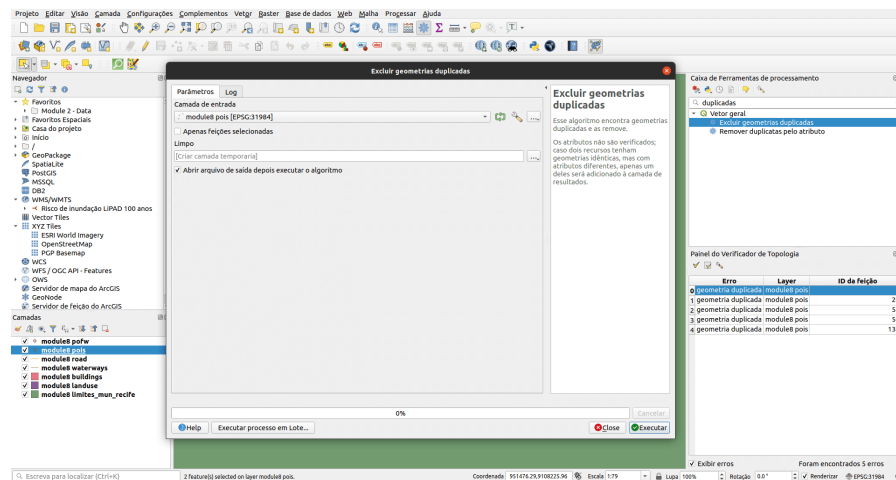 Projeto Editar Visão Camada Configurações Complementos Vetor Raster Base de dados Web Malha Processar Ajuda
Navegador
Favoritos
Module 2 - Data
Favoritos Espaciais
Casa do projeto
Início
/
GeoPackage
SpatiaLite
PostGIS
MSSQL
DB2
WMS/WMTS
Risco de inundação LiPAD 100 anos
Vector Tiles
XYZ Tiles
ESRI World Imagery
OpenStreetMap
PGP Basemap
WCS
WFS / OGC API - Features
OWS
Servidor de mapa do ArcGIS
GeoNode
Servidor de feição do ArcGIS
Camadas
module8 pofw
module8 pois
module8 road
module8 waterways
module8 buildings
module8 landuse
module8 limites_mun_recife
Excluir geometrias duplicadas
Parâmetros Log
Camada de entrada
module8 pois [EPSG:31984]
Apenas feições selecionadas
Limpo
[Criar camada temporaria]
Abrir arquivo de saída depois executar o algoritmo
Excluir geometrias
duplicadas
Esse algoritmo encontra geometrias
duplicadas e as remove.
Os atributos não são verificados;
caso dois recursos tenham
geometrias idênticas, mas com
atributos diferentes, apenas um
deles será adicionado à camada de
resultados.
0%
Cancelar
Help Executar processo em Lote...
Close Executar
Caixa de Ferramentas de processamento
duplicadas
Vetor geral
Excluir geometrias duplicadas
Remover duplicatas pelo atributo
Painel do Verificador de Topologia
Erro Layer ID da feição
0 geometria duplicada module8 pois
1 geometria duplicada module8 pois 2
2 geometria duplicada module8 pois 5
3 geometria duplicada module8 pois 5
4 geometria duplicada module8 pois 13
Exibir erros Foram encontrados 5 erros
Escreva para localizar (Ctrl+K) 2 feature(s) selected on layer module8 pois. Coordenada 951476.29,9108225.96 Escala 1:79 Lupa 100% Rotação 0.0° Renderizar EPSG:31984